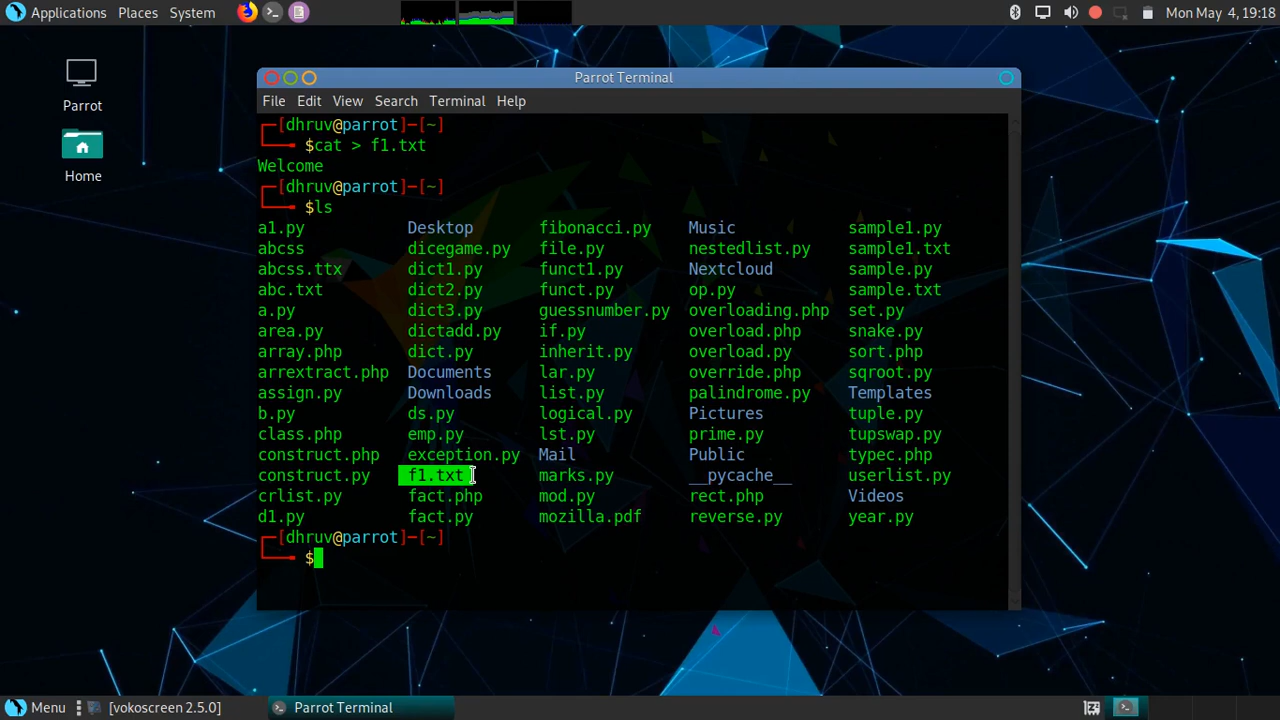 Applications Places System Mon May 4, 19:18
Parrot
Home
Parrot Terminal
File Edit View Search Terminal Help
┌─[dhruv@parrot]─[~]
└──╼ $cat > f1.txt
Welcome
┌─[dhruv@parrot]─[~]
└──╼ $ls
a1.py Desktop fibonacci.py Music sample1.py
abcss dicegame.py file.py nestedlist.py sample1.txt
abcss.ttx dict1.py funct1.py Nextcloud sample.py
abc.txt dict2.py funct.py op.py sample.txt
a.py dict3.py guessnumber.py overloading.php set.py
area.py dictadd.py if.py overload.php snake.py
array.php dict.py inherit.py overload.py sort.php
arrextract.php Documents lar.py override.php sqroot.py
assign.py Downloads list.py palindrome.py Templates
b.py ds.py logical.py Pictures tuple.py
class.php emp.py lst.py prime.py tupswap.py
construct.php exception.py Mail Public typec.php
construct.py f1.txt marks.py __pycache__ userlist.py
crlist.py fact.php mod.py rect.php Videos
d1.py fact.py mozilla.pdf reverse.py year.py
┌─[dhruv@parrot]─[~]
└──╼ $
Menu [vokoscreen 2.5.0] Parrot Terminal